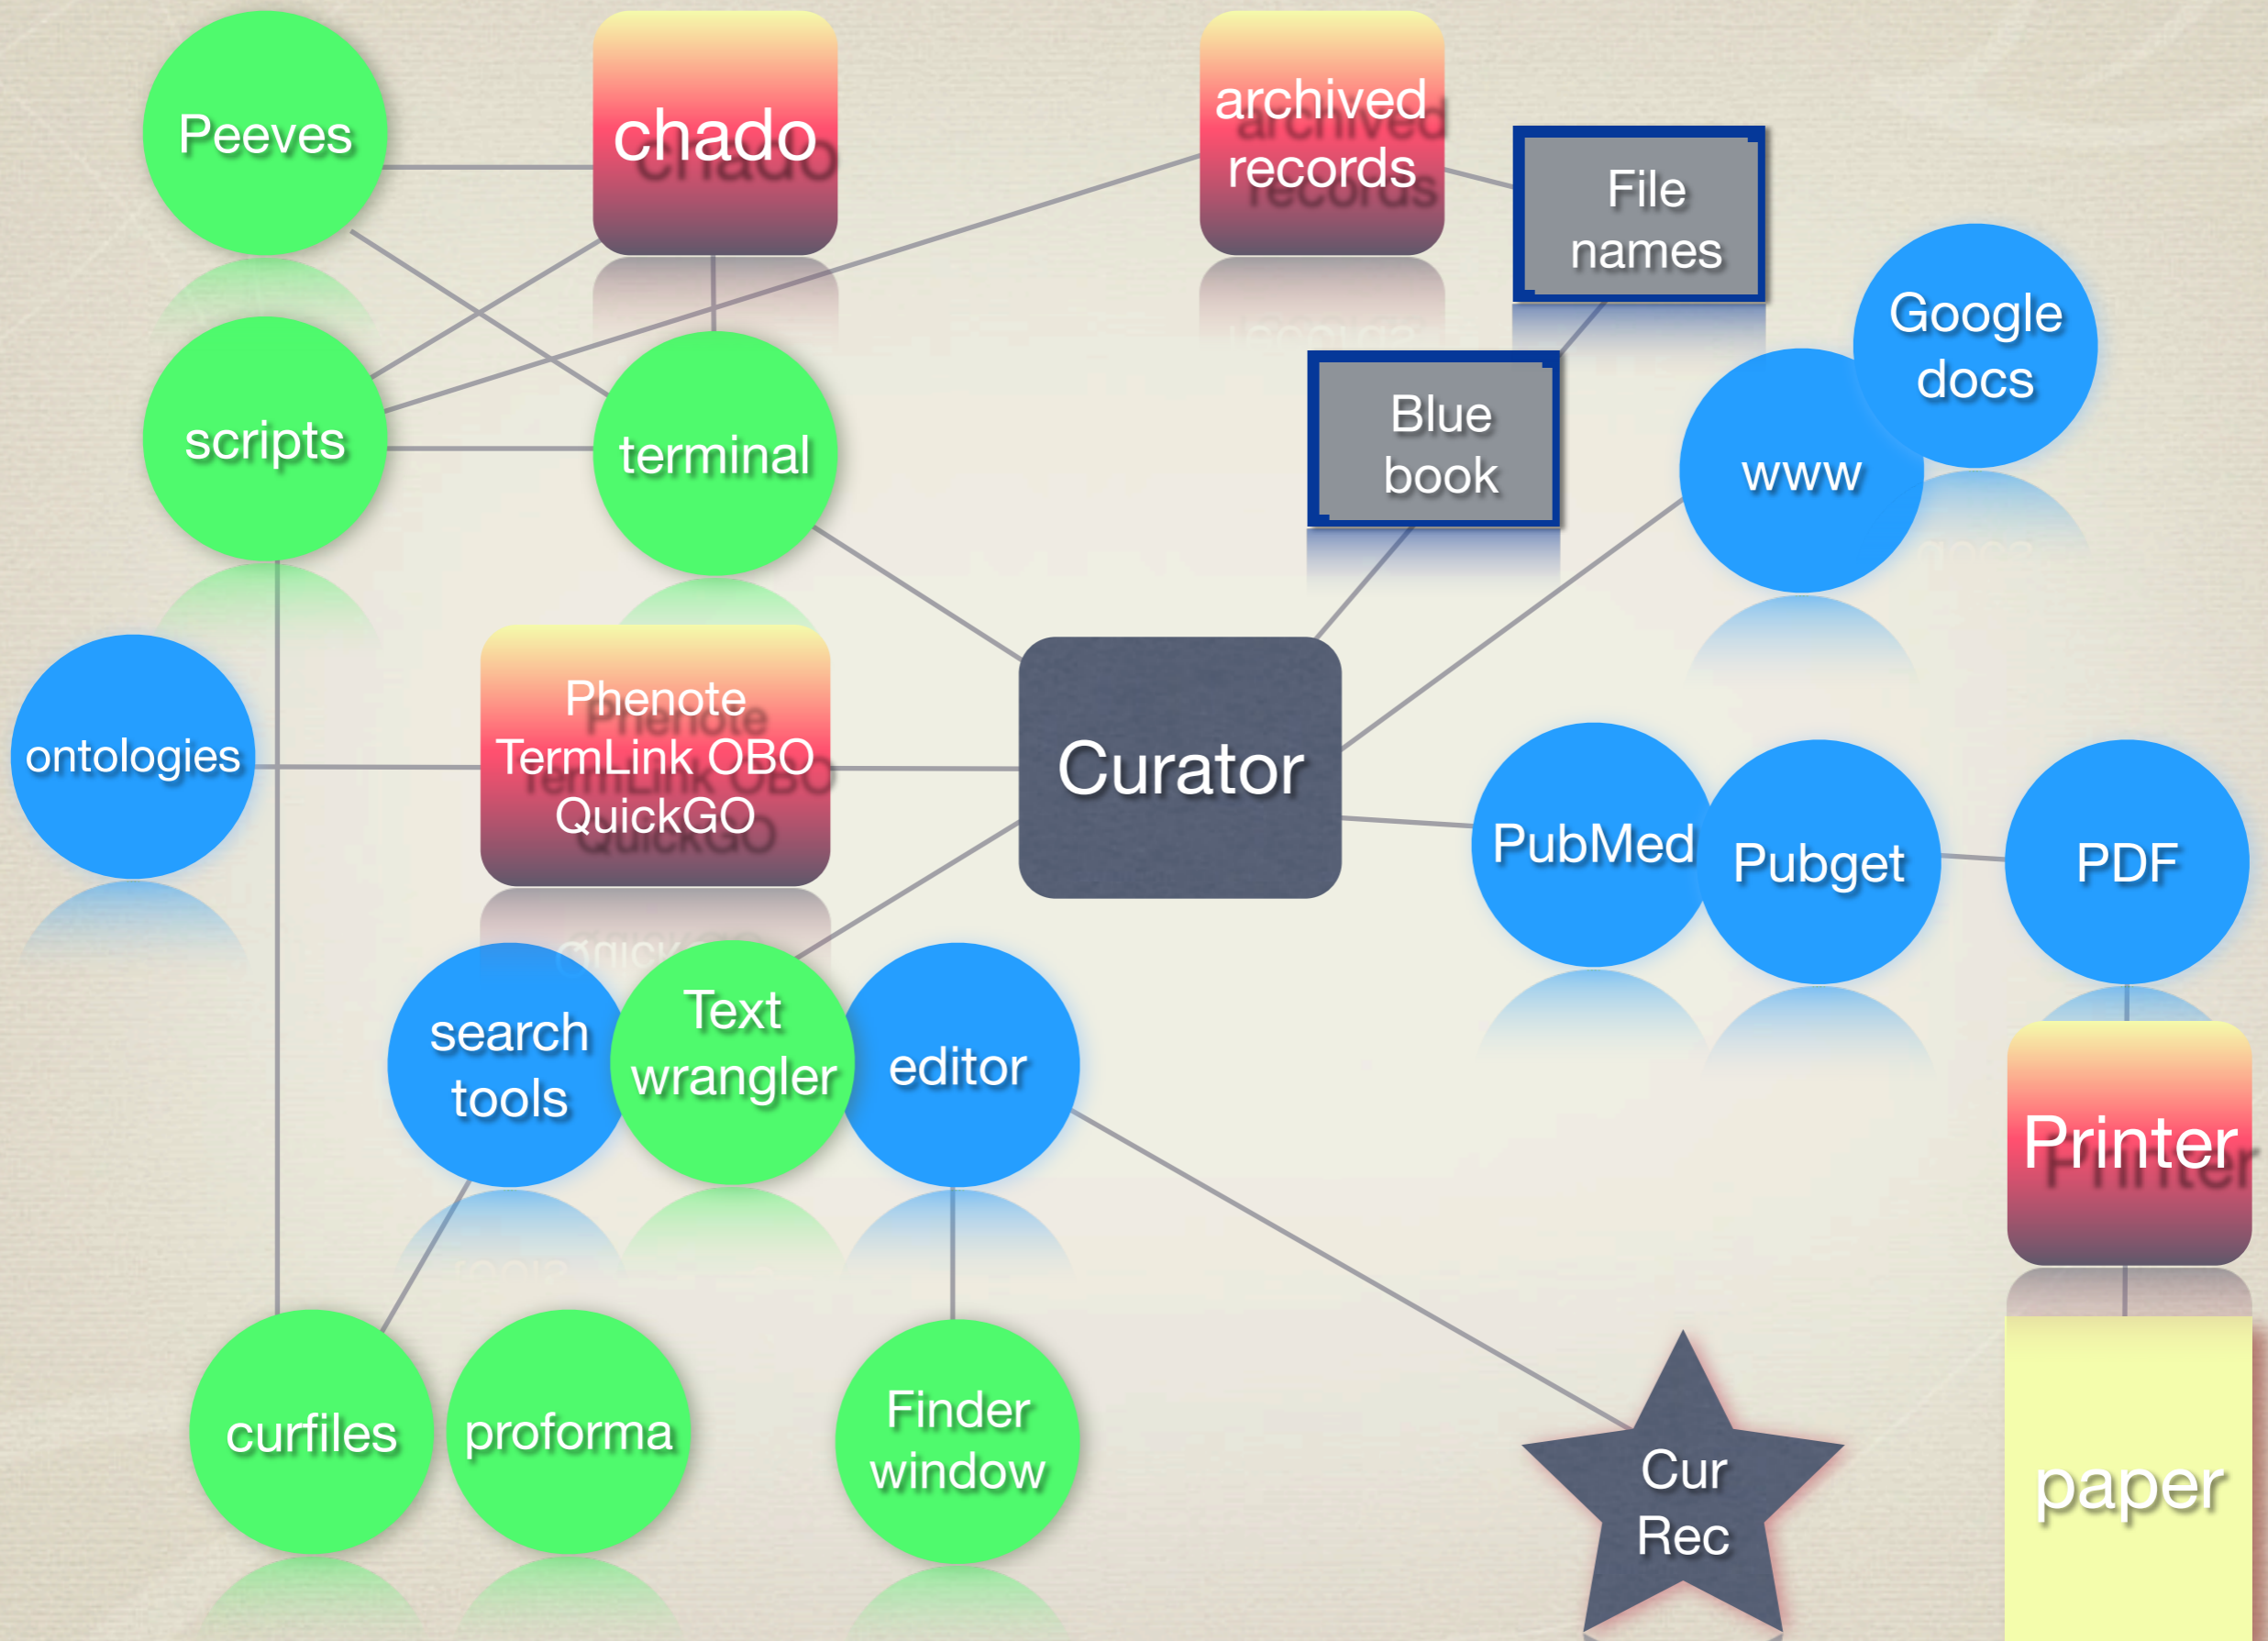 Peeves
chado
archived
records
File
names
Google
docs
scripts
terminal
Blue
book
www
ontologies
Phenote
TermLink OBO
QuickGO
Curator
PubMed
Pubget
PDF
search
tools
Text
wrangler
editor
Printer
curfiles
proforma
Finder
window
Cur
Rec
paper